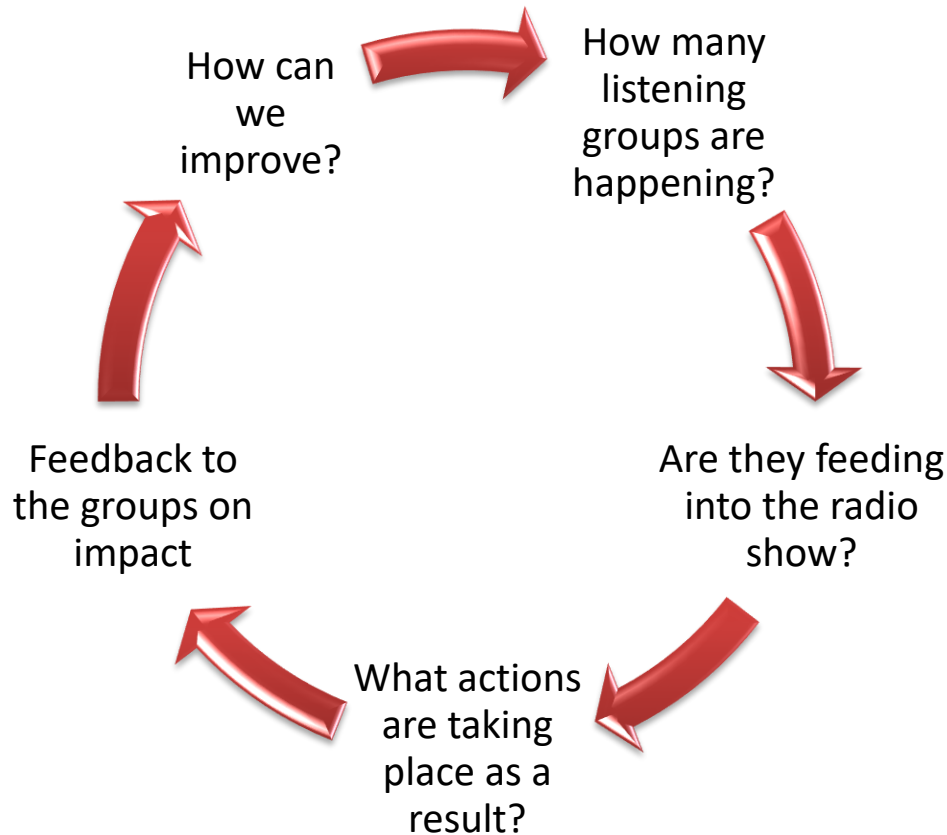 How can
we
improve?
How many
listening
groups are
happening?
Are they feeding
into the radio
show?
What actions
are taking
place as a
result?
Feedback to
the groups on
impact